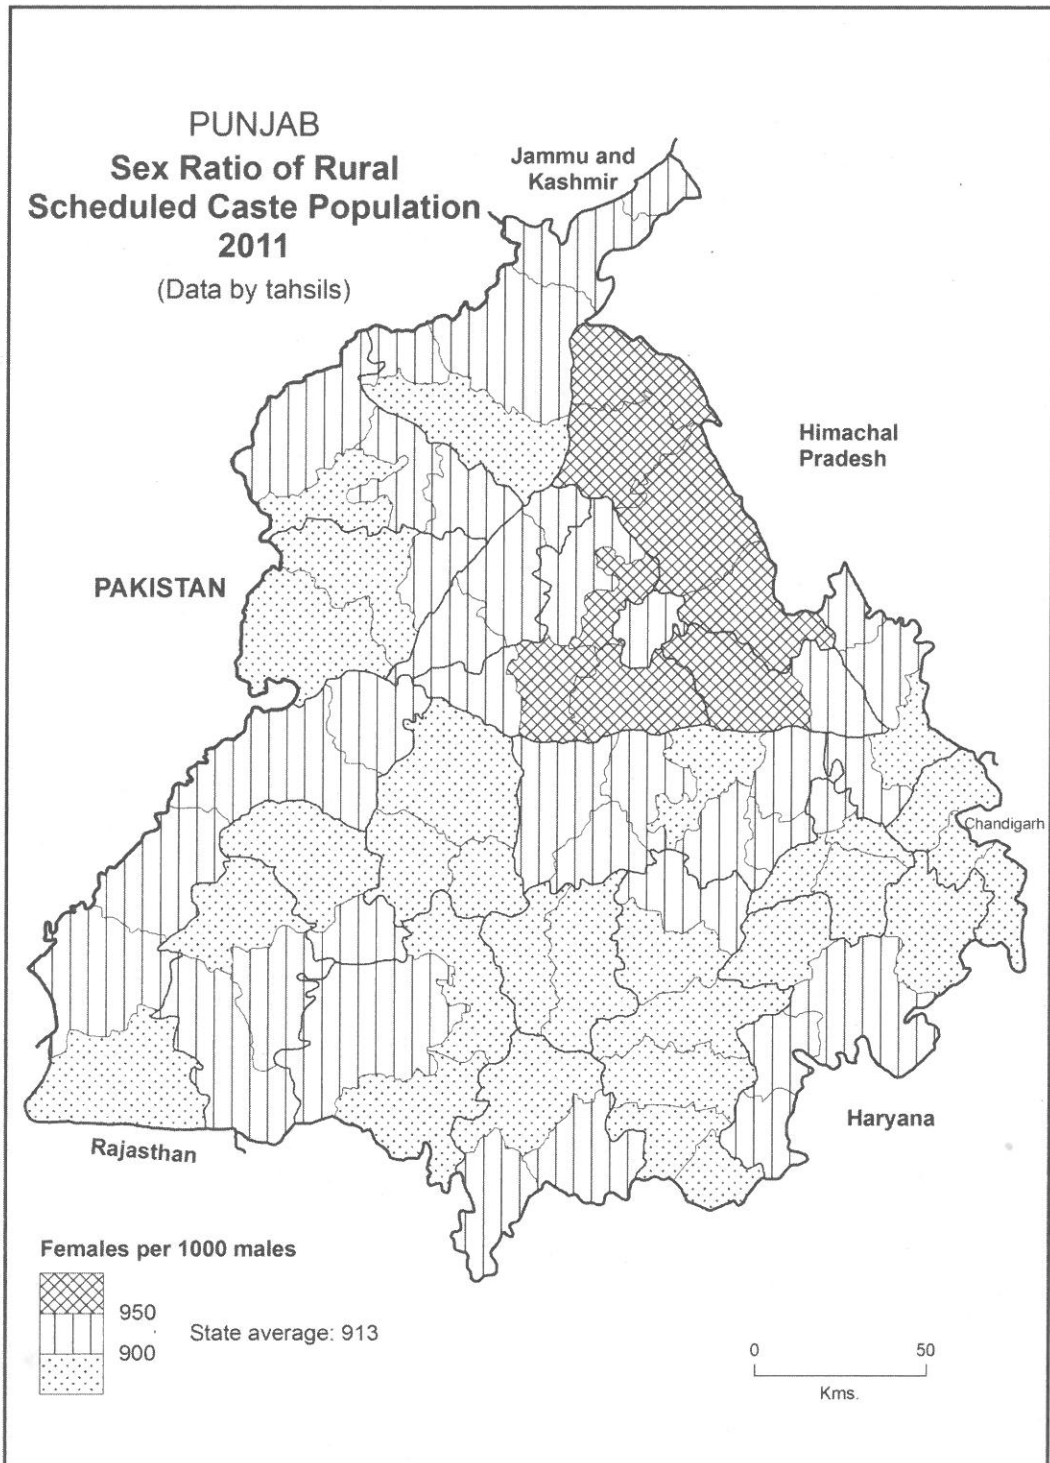 PUNJAB
Sex Ratio of Rural
Scheduled Caste Population
2011
(Data by tahsils)
Jammu and
Kashmir
Himachal
Pradesh
PAKISTAN
Chandigarh
Haryana
Rajasthan
Females per 1000 males
950
900
State average: 913
0 50
Kms.